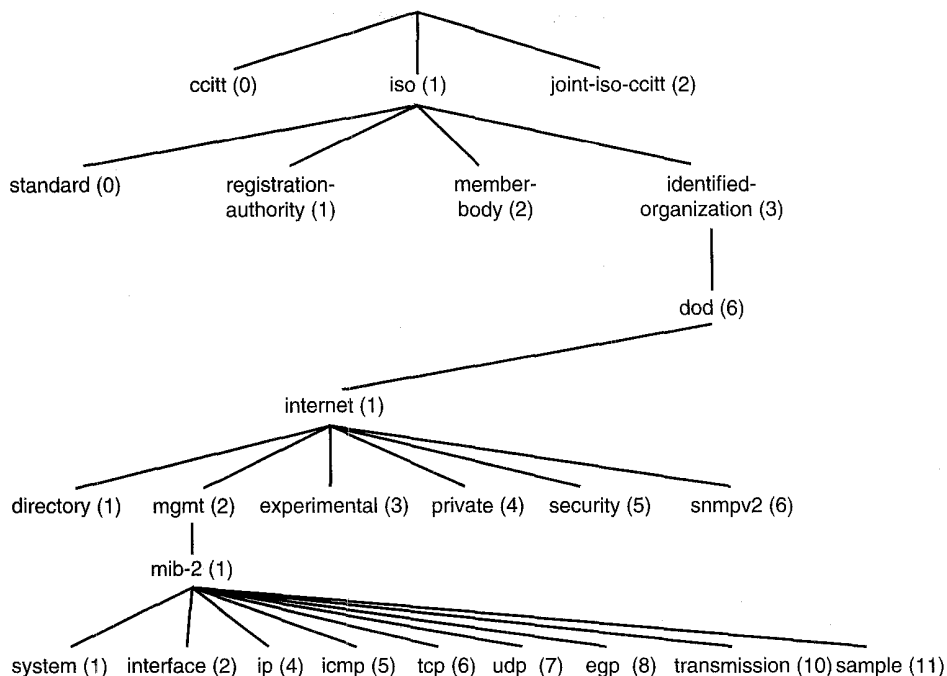 ccitt (0) iso (1) joint-iso-ccitt (2)
standard (0) registration- member- identified-
authority (1) body (2) organization (3)
dod (6)
internet (1)
directory (1) mgmt (2) experimental (3) private (4) security (5) snmpv2 (6)
mib-2 (1)
system (1) interface (2) ip (4) icmp (5) tcp (6) udp (7) egp (8) transmission (10) sample (11)